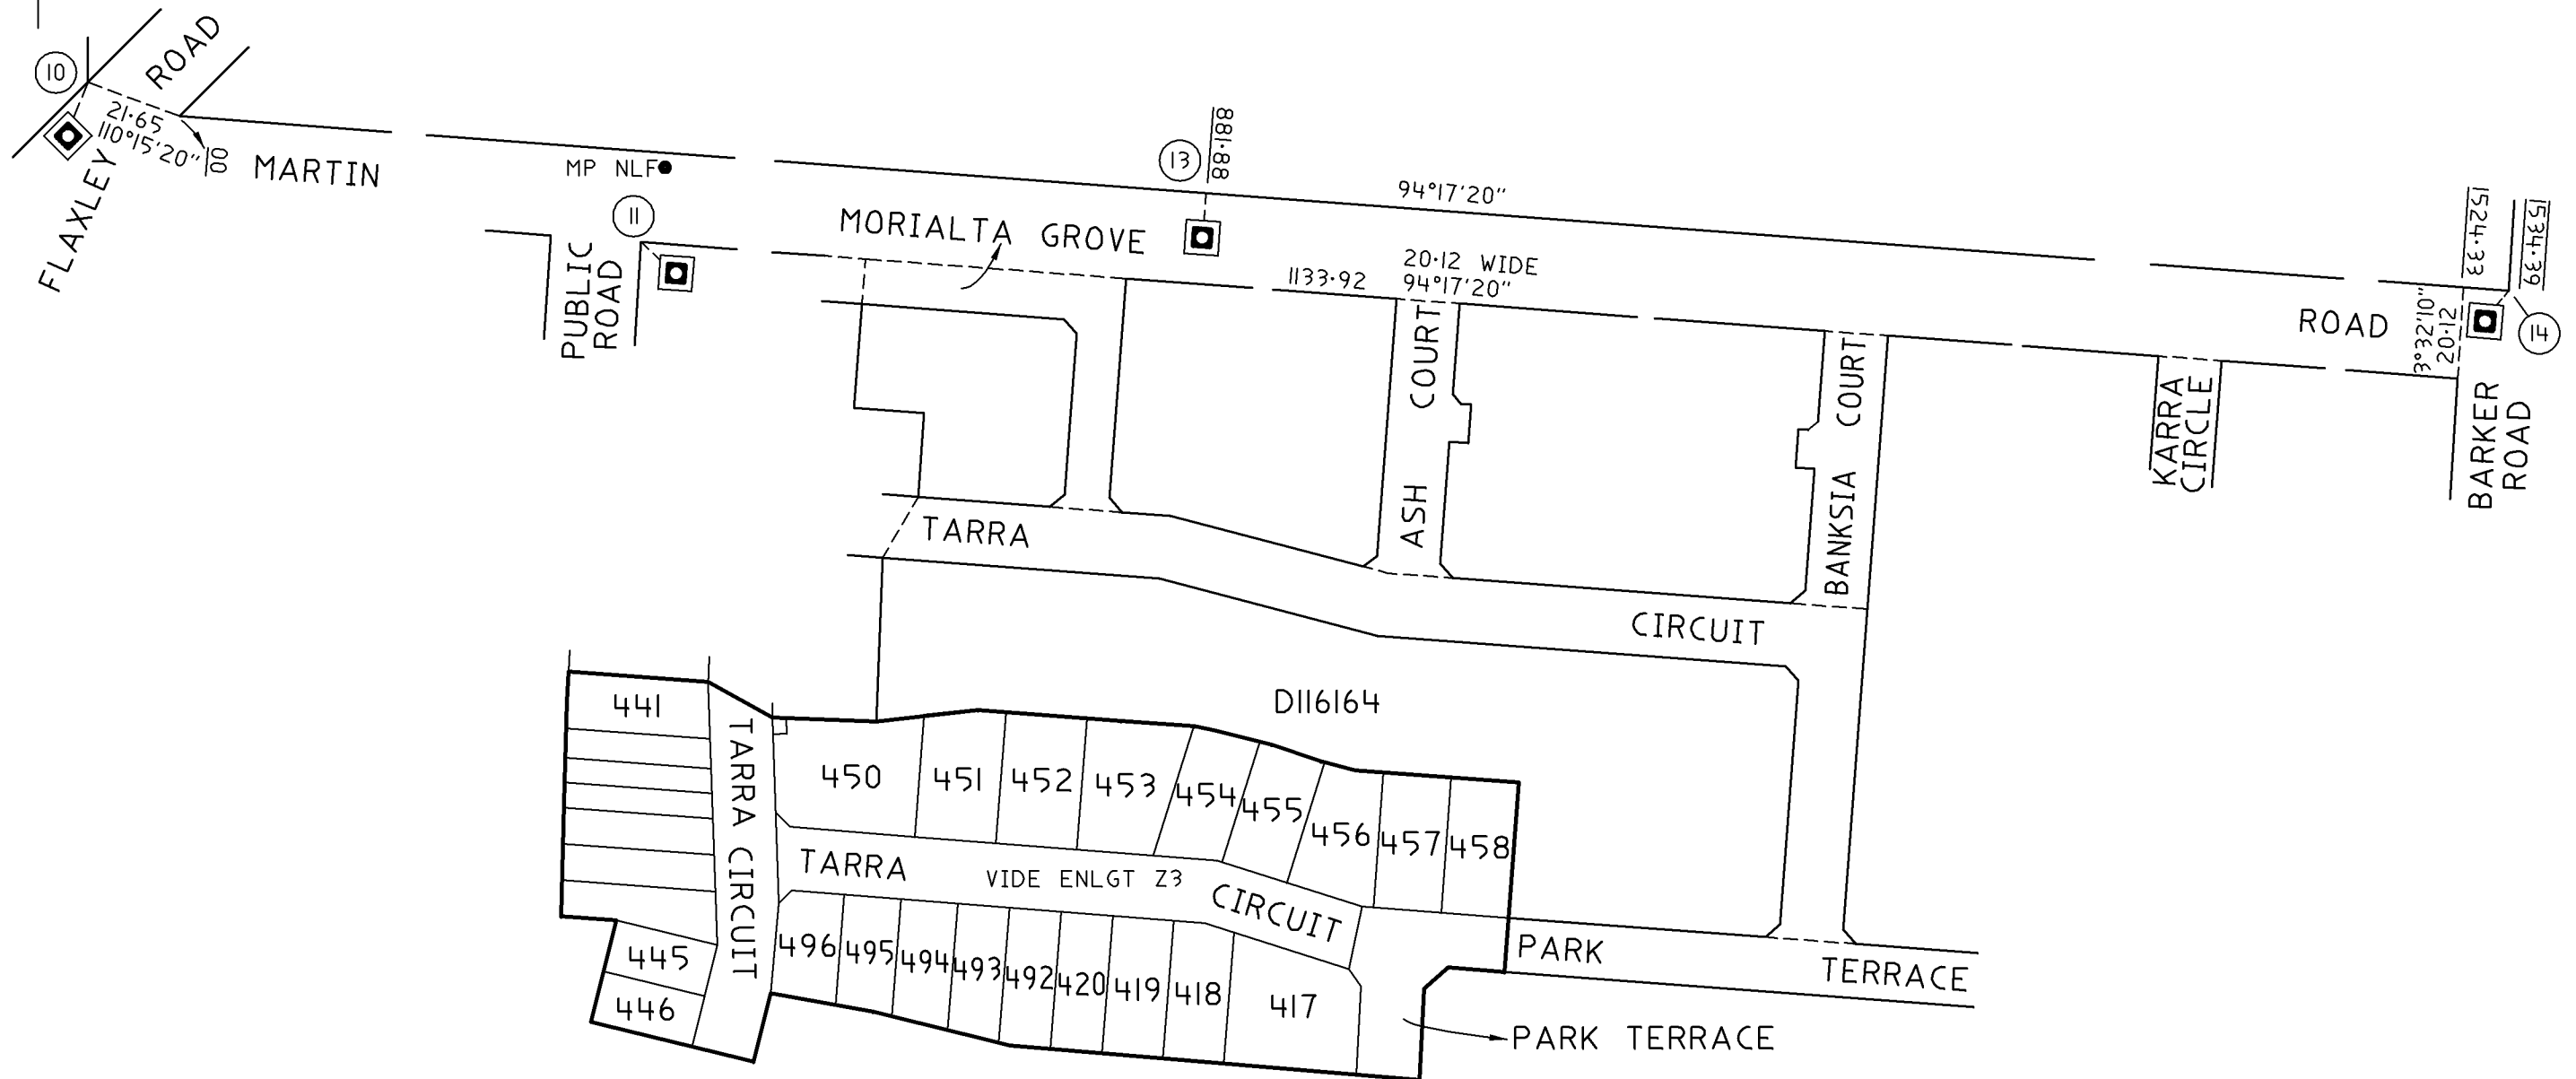 10
ROAD
21·65
110°15'20"
00
FLAXLEY
MARTIN
MP NLF
11
PUBLIC
ROAD
MORIALTA GROVE
13
881·88
94°17'20"
20·12 WIDE
1133·92
94°17'20"
ROAD
1524·33
1534·39
3°32'10"
20·12
14
BARKER
ROAD
KARRA
CIRCLE
ASH COURT
BANKSIA COURT
TARRA
CIRCUIT
D116164
441
TARRA CIRCUIT
450
451
452
453
454
455
456
457
458
TARRA
VIDE ENLGT Z3
CIRCUIT
445
446
496
495
494
493
492
420
419
418
417
PARK
TERRACE
PARK TERRACE